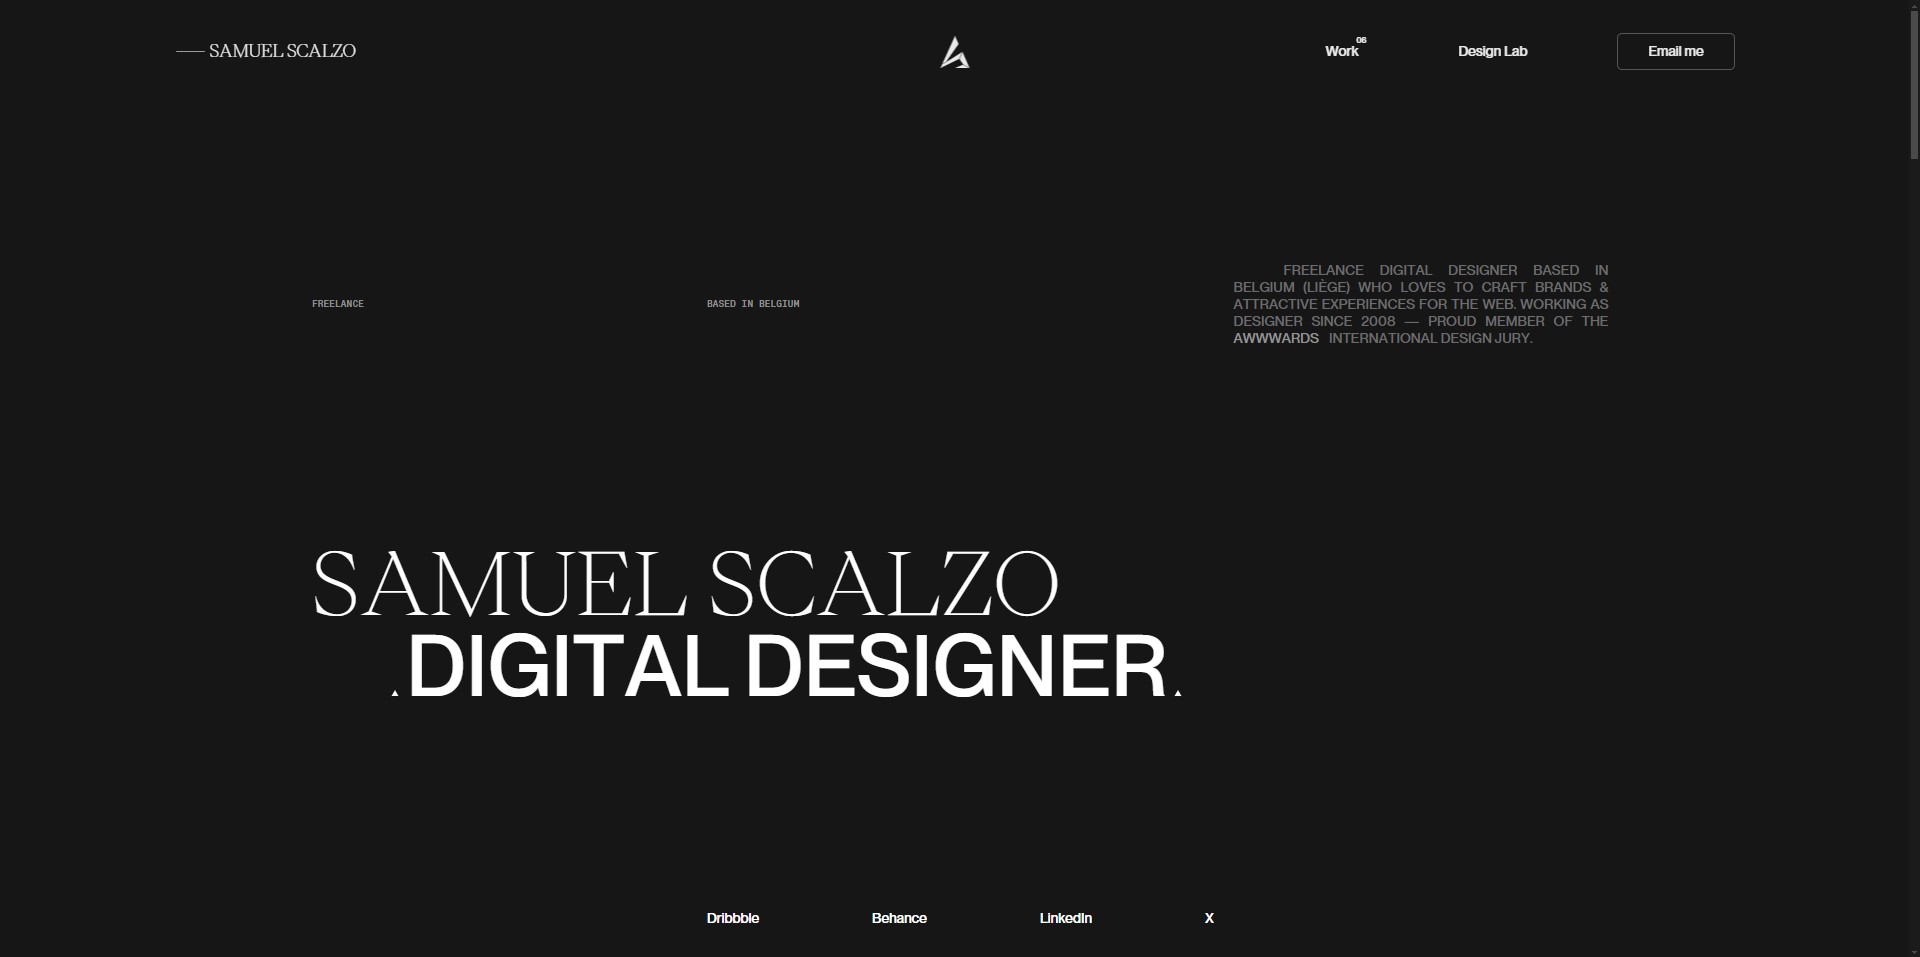 SAMUEL SCALZO
Work 06
Design Lab
Email me
FREELANCE
BASED IN BELGIUM
FREELANCE DIGITAL DESIGNER BASED IN
BELGIUM (LIÈGE) WHO LOVES TO CRAFT BRANDS &
ATTRACTIVE EXPERIENCES FOR THE WEB. WORKING AS
DESIGNER SINCE 2008 — PROUD MEMBER OF THE
AWWWARDS INTERNATIONAL DESIGN JURY.
SAMUEL SCALZO
.DIGITAL DESIGNER.
Dribbble
Behance
LinkedIn
X